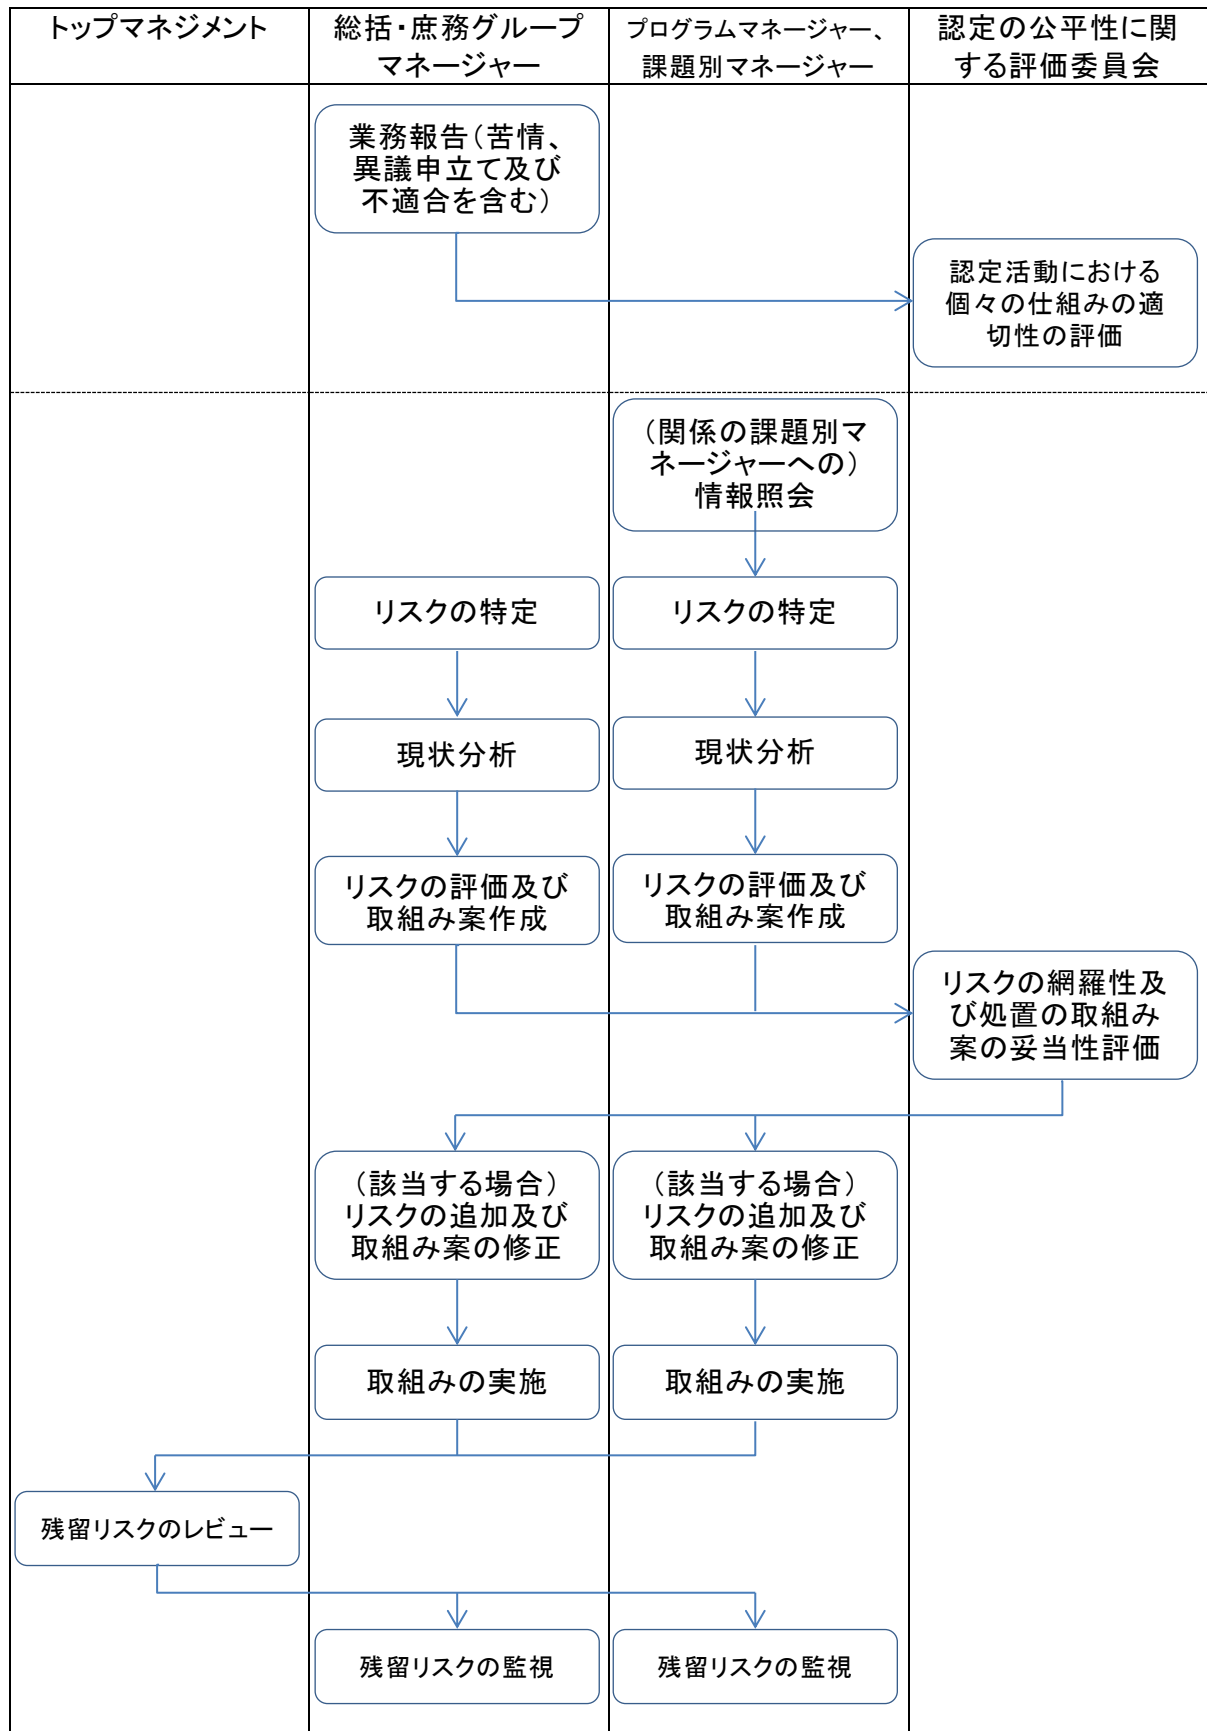 トップマネジメント
総括・庶務グループ
マネージャー
プログラムマネージャー、
課題別マネージャー
認定の公平性に関
する評価委員会
業務報告(苦情、
異議申立て及び
不適合を含む)
認定活動における
個々の仕組みの適
切性の評価
(関係の課題別マ
ネージャーへの)
情報照会
リスクの特定
リスクの特定
現状分析
現状分析
リスクの評価及び
取組み案作成
リスクの評価及び
取組み案作成
リスクの網羅性及
び処置の取組み
案の妥当性評価
(該当する場合)
リスクの追加及び
取組み案の修正
(該当する場合)
リスクの追加及び
取組み案の修正
取組みの実施
取組みの実施
残留リスクのレビュー
残留リスクの監視
残留リスクの監視